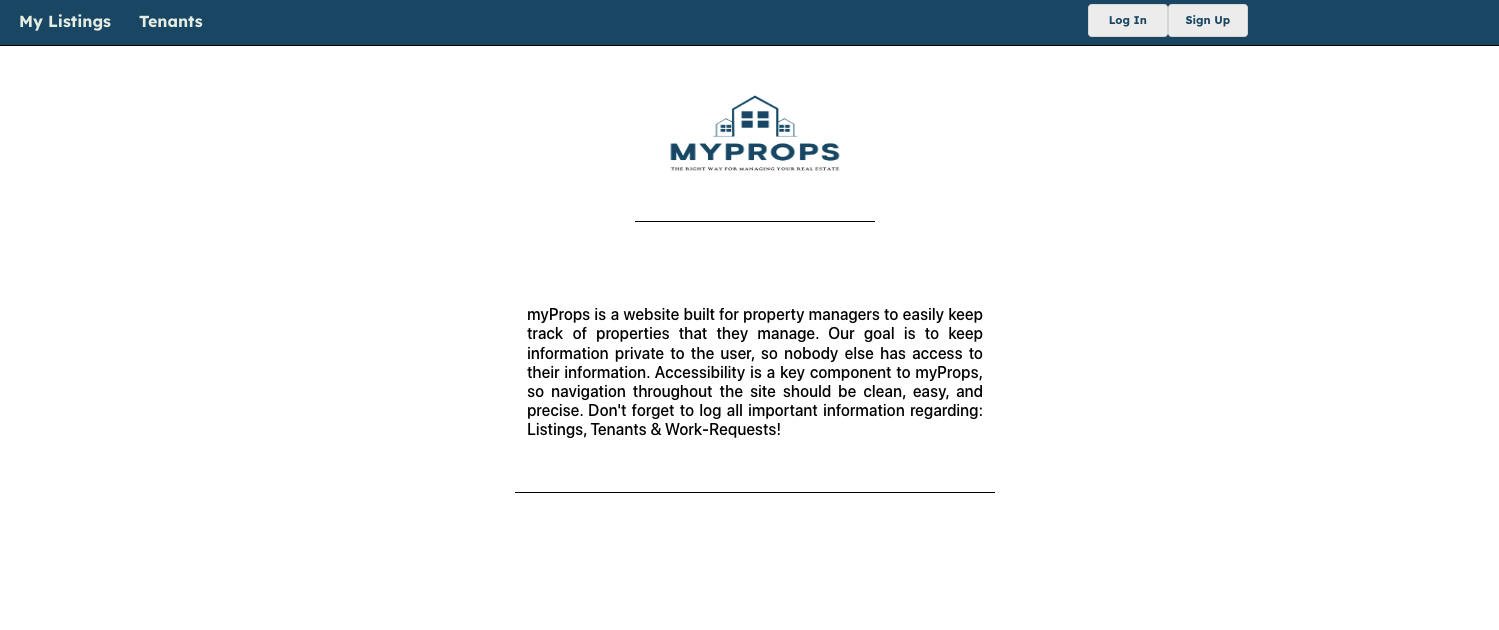 My Listings Tenants Log In Sign Up
MYPROPS
THE RIGHT WAY FOR MANAGING YOUR REAL ESTATE
myProps is a website built for property managers to easily keep
track of properties that they manage. Our goal is to keep
information private to the user, so nobody else has access to
their information. Accessibility is a key component to myProps,
so navigation throughout the site should be clean, easy, and
precise. Don't forget to log all important information regarding:
Listings, Tenants & Work-Requests!